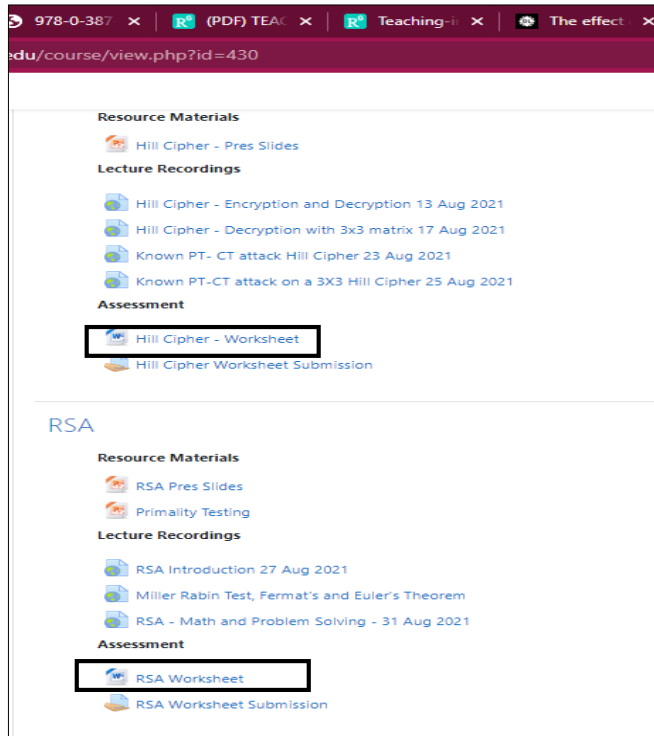 978-0-387- × (PDF) TEAC × Teaching-i × The effect ×
edu/course/view.php?id=430
Resource Materials
Hill Cipher - Pres Slides
Lecture Recordings
Hill Cipher - Encryption and Decryption 13 Aug 2021
Hill Cipher - Decryption with 3x3 matrix 17 Aug 2021
Known PT- CT attack Hill Cipher 23 Aug 2021
Known PT-CT attack on a 3X3 Hill Cipher 25 Aug 2021
Assessment
Hill Cipher - Worksheet
Hill Cipher Worksheet Submission
RSA
Resource Materials
RSA Pres Slides
Primality Testing
Lecture Recordings
RSA Introduction 27 Aug 2021
Miller Rabin Test, Fermat's and Euler's Theorem
RSA - Math and Problem Solving - 31 Aug 2021
Assessment
RSA Worksheet
RSA Worksheet Submission